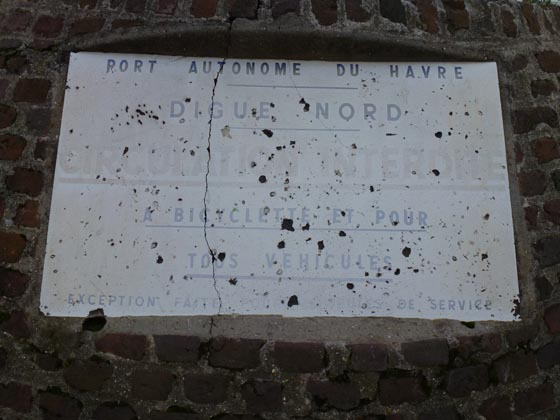 PORT AUTONOME DU HAVRE
DIGUE NORD
CIRCULATION INTERDITE
A BICYCLETTE ET POUR
TOUS VEHICULES
EXCEPTION FAITE DE SERVICE